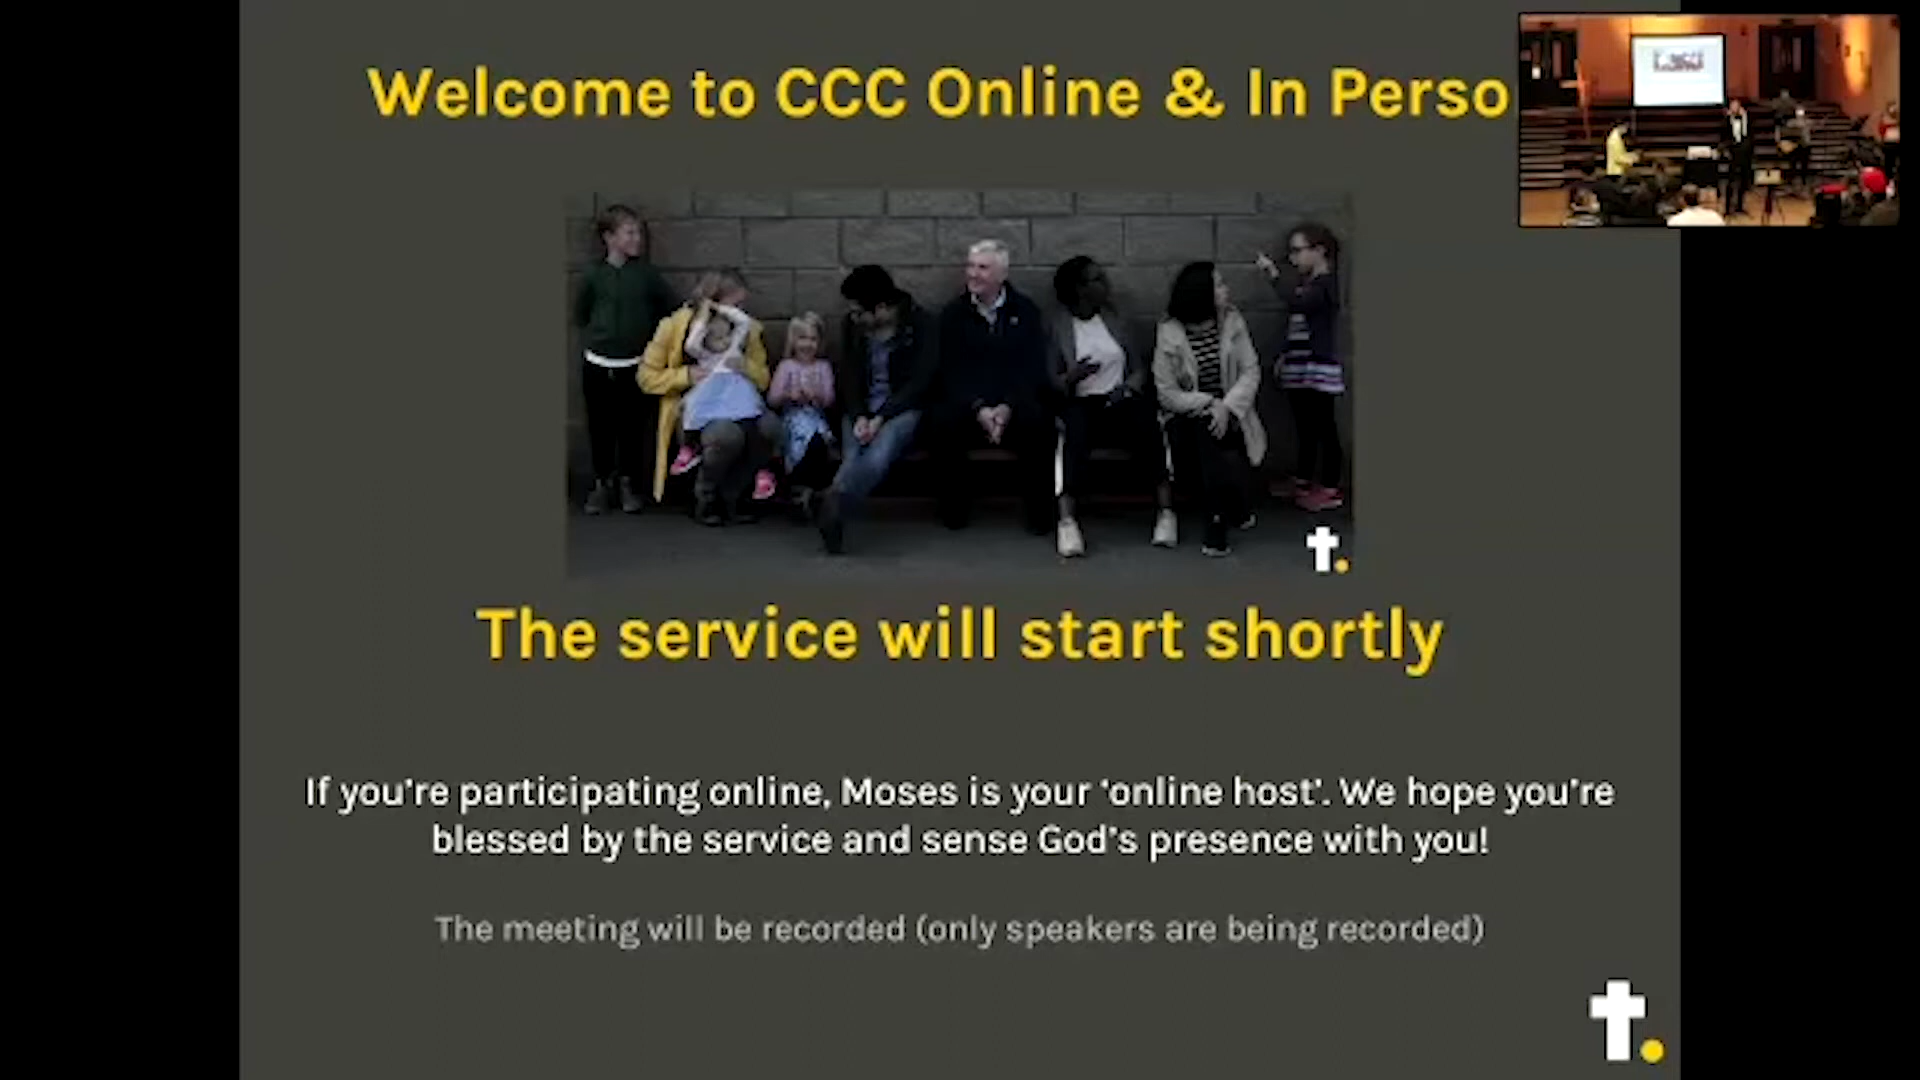 Welcome to CCC Online & In Perso
The service will start shortly
If you're participating online, Moses is your ‘online host’. We hope you're
blessed by the service and sense God's presence with you!
The meeting will be recorded (only speakers are being recorded)